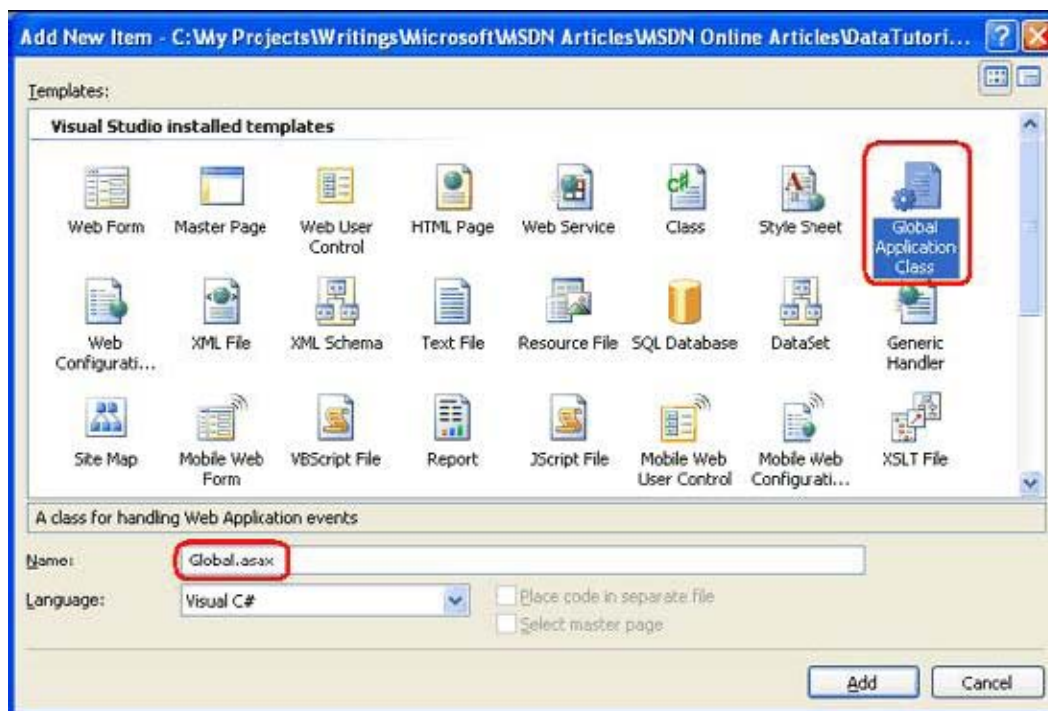 Add New Item - C:\My Projects\Writings\Microsoft\MSDN Articles\MSDN Online Articles\DataTutori...
Templates:
Visual Studio installed templates
Web Form
Master Page
Web User
Control
HTML Page
Web Service
Class
Style Sheet
Global
Application
Class
Web
Configurati...
XML File
XML Schema
Text File
Resource File
SQL Database
DataSet
Generic
Handler
Site Map
Mobile Web
Form
VBScript File
Report
JScript File
Mobile Web
User Control
Mobile Web
Configurati...
XSLT File
A class for handling Web Application events
Name:
Global.asax
Language:
Visual C#
Place code in separate file
Select master page
Add
Cancel